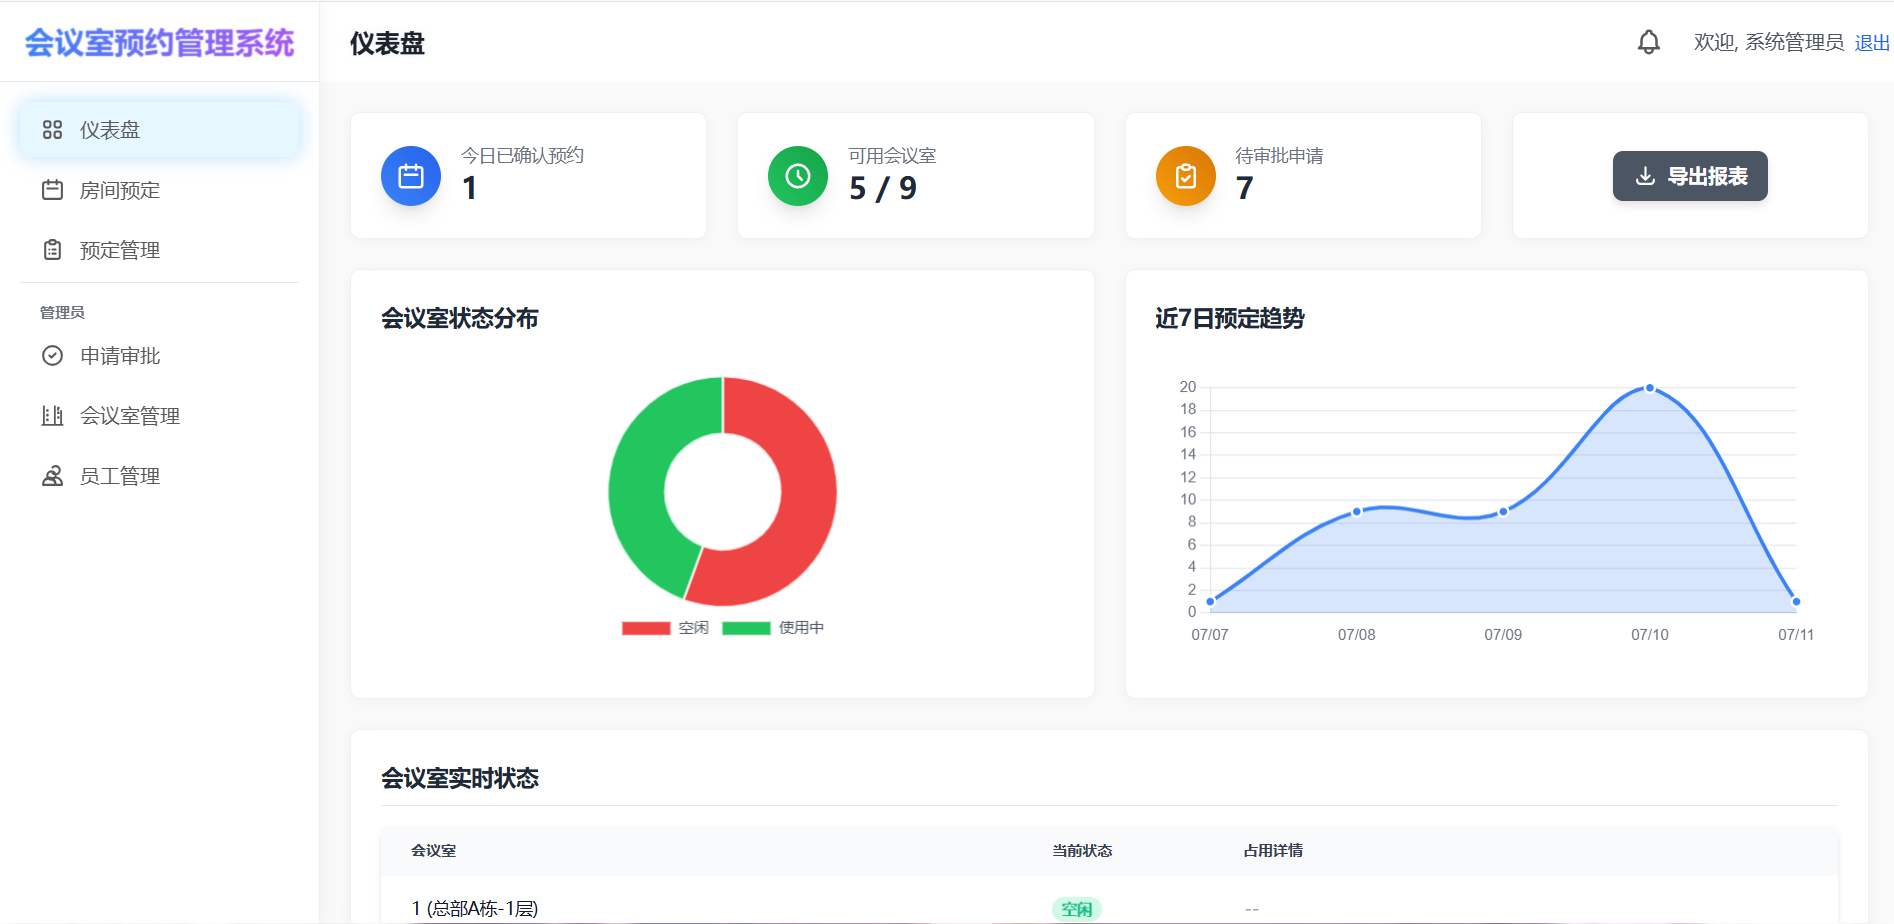 会议室预约管理系统
仪表盘
欢迎, 系统管理员 退出
仪表盘
房间预定
预定管理
管理员
申请审批
会议室管理
员工管理
今日已确认预约
1
可用会议室
5 / 9
待审批申请
7
导出报表
会议室状态分布
空闲 使用中
近7日预定趋势
20
18
16
14
12
10
8
6
4
2
0
07/07 07/08 07/09 07/10 07/11
会议室实时状态
会议室 当前状态 占用详情
1 (总部A栋-1层) 空闲 --